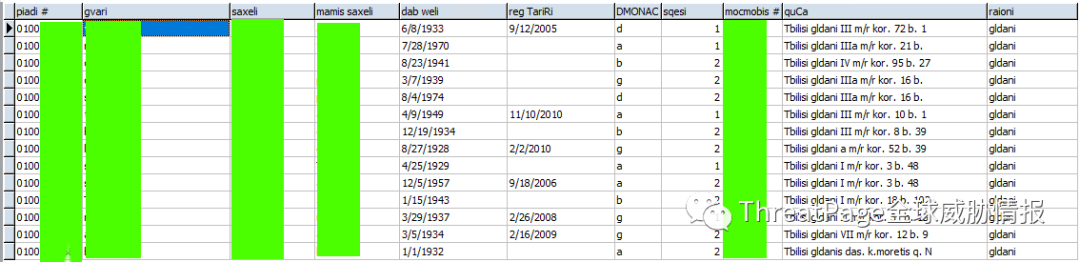 piadi # gvari saxeli mamis saxeli dab weli reg TariRi DMONAC sqesi mocmobis # quCa raioni
0100 6/8/1933 9/12/2005 d 1 Tbilisi gldani III m/r kor. 72 b. 1 gldani
0100 7/28/1970 a 1 Tbilisi gldani IIIa m/r kor. 21 b. gldani
0100 8/23/1941 b 2 Tbilisi gldani IV m/r kor. 95 b. 27 gldani
0100 3/7/1939 g 2 Tbilisi gldani IIIa m/r kor. 16 b. gldani
0100 8/4/1974 d 2 Tbilisi gldani IIIa m/r kor. 16 b. gldani
0100 4/9/1949 11/10/2010 a 1 Tbilisi gldani III m/r kor. 10 b. 1 gldani
0100 12/19/1934 b 2 Tbilisi gldani III m/r kor. 8 b. 39 gldani
0100 8/27/1928 2/2/2010 g 2 Tbilisi gldani a m/r kor. 52 b. 39 gldani
0100 4/25/1929 a 1 Tbilisi gldani I m/r kor. 3 b. 48 gldani
0100 12/5/1957 9/18/2006 a 2 Tbilisi gldani I m/r kor. 3 b. 48 gldani
0100 1/15/1943 b 2 Tbilisi gldani I m/r kor. 18 gldani
0100 3/29/1937 2/26/2008 g 2 gldani
0100 3/5/1934 2/16/2009 g 2 Tbilisi gldani VII m/r kor. 12 b. 9 gldani
0100 1/1/1932 a 2 Tbilisi gldanis das. k.moretis q. N gldani
ThreatPage全球威胁情报